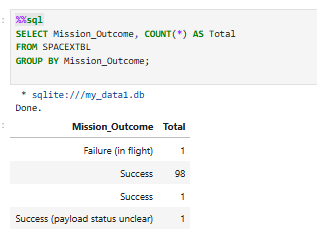 %%sql
SELECT Mission_Outcome, COUNT(*) AS Total
FROM SPACEXTBL
GROUP BY Mission_Outcome;
* sqlite:///my_data1.db
Done.
Mission_Outcome Total
Failure (in flight) 1
Success 98
Success 1
Success (payload status unclear) 1